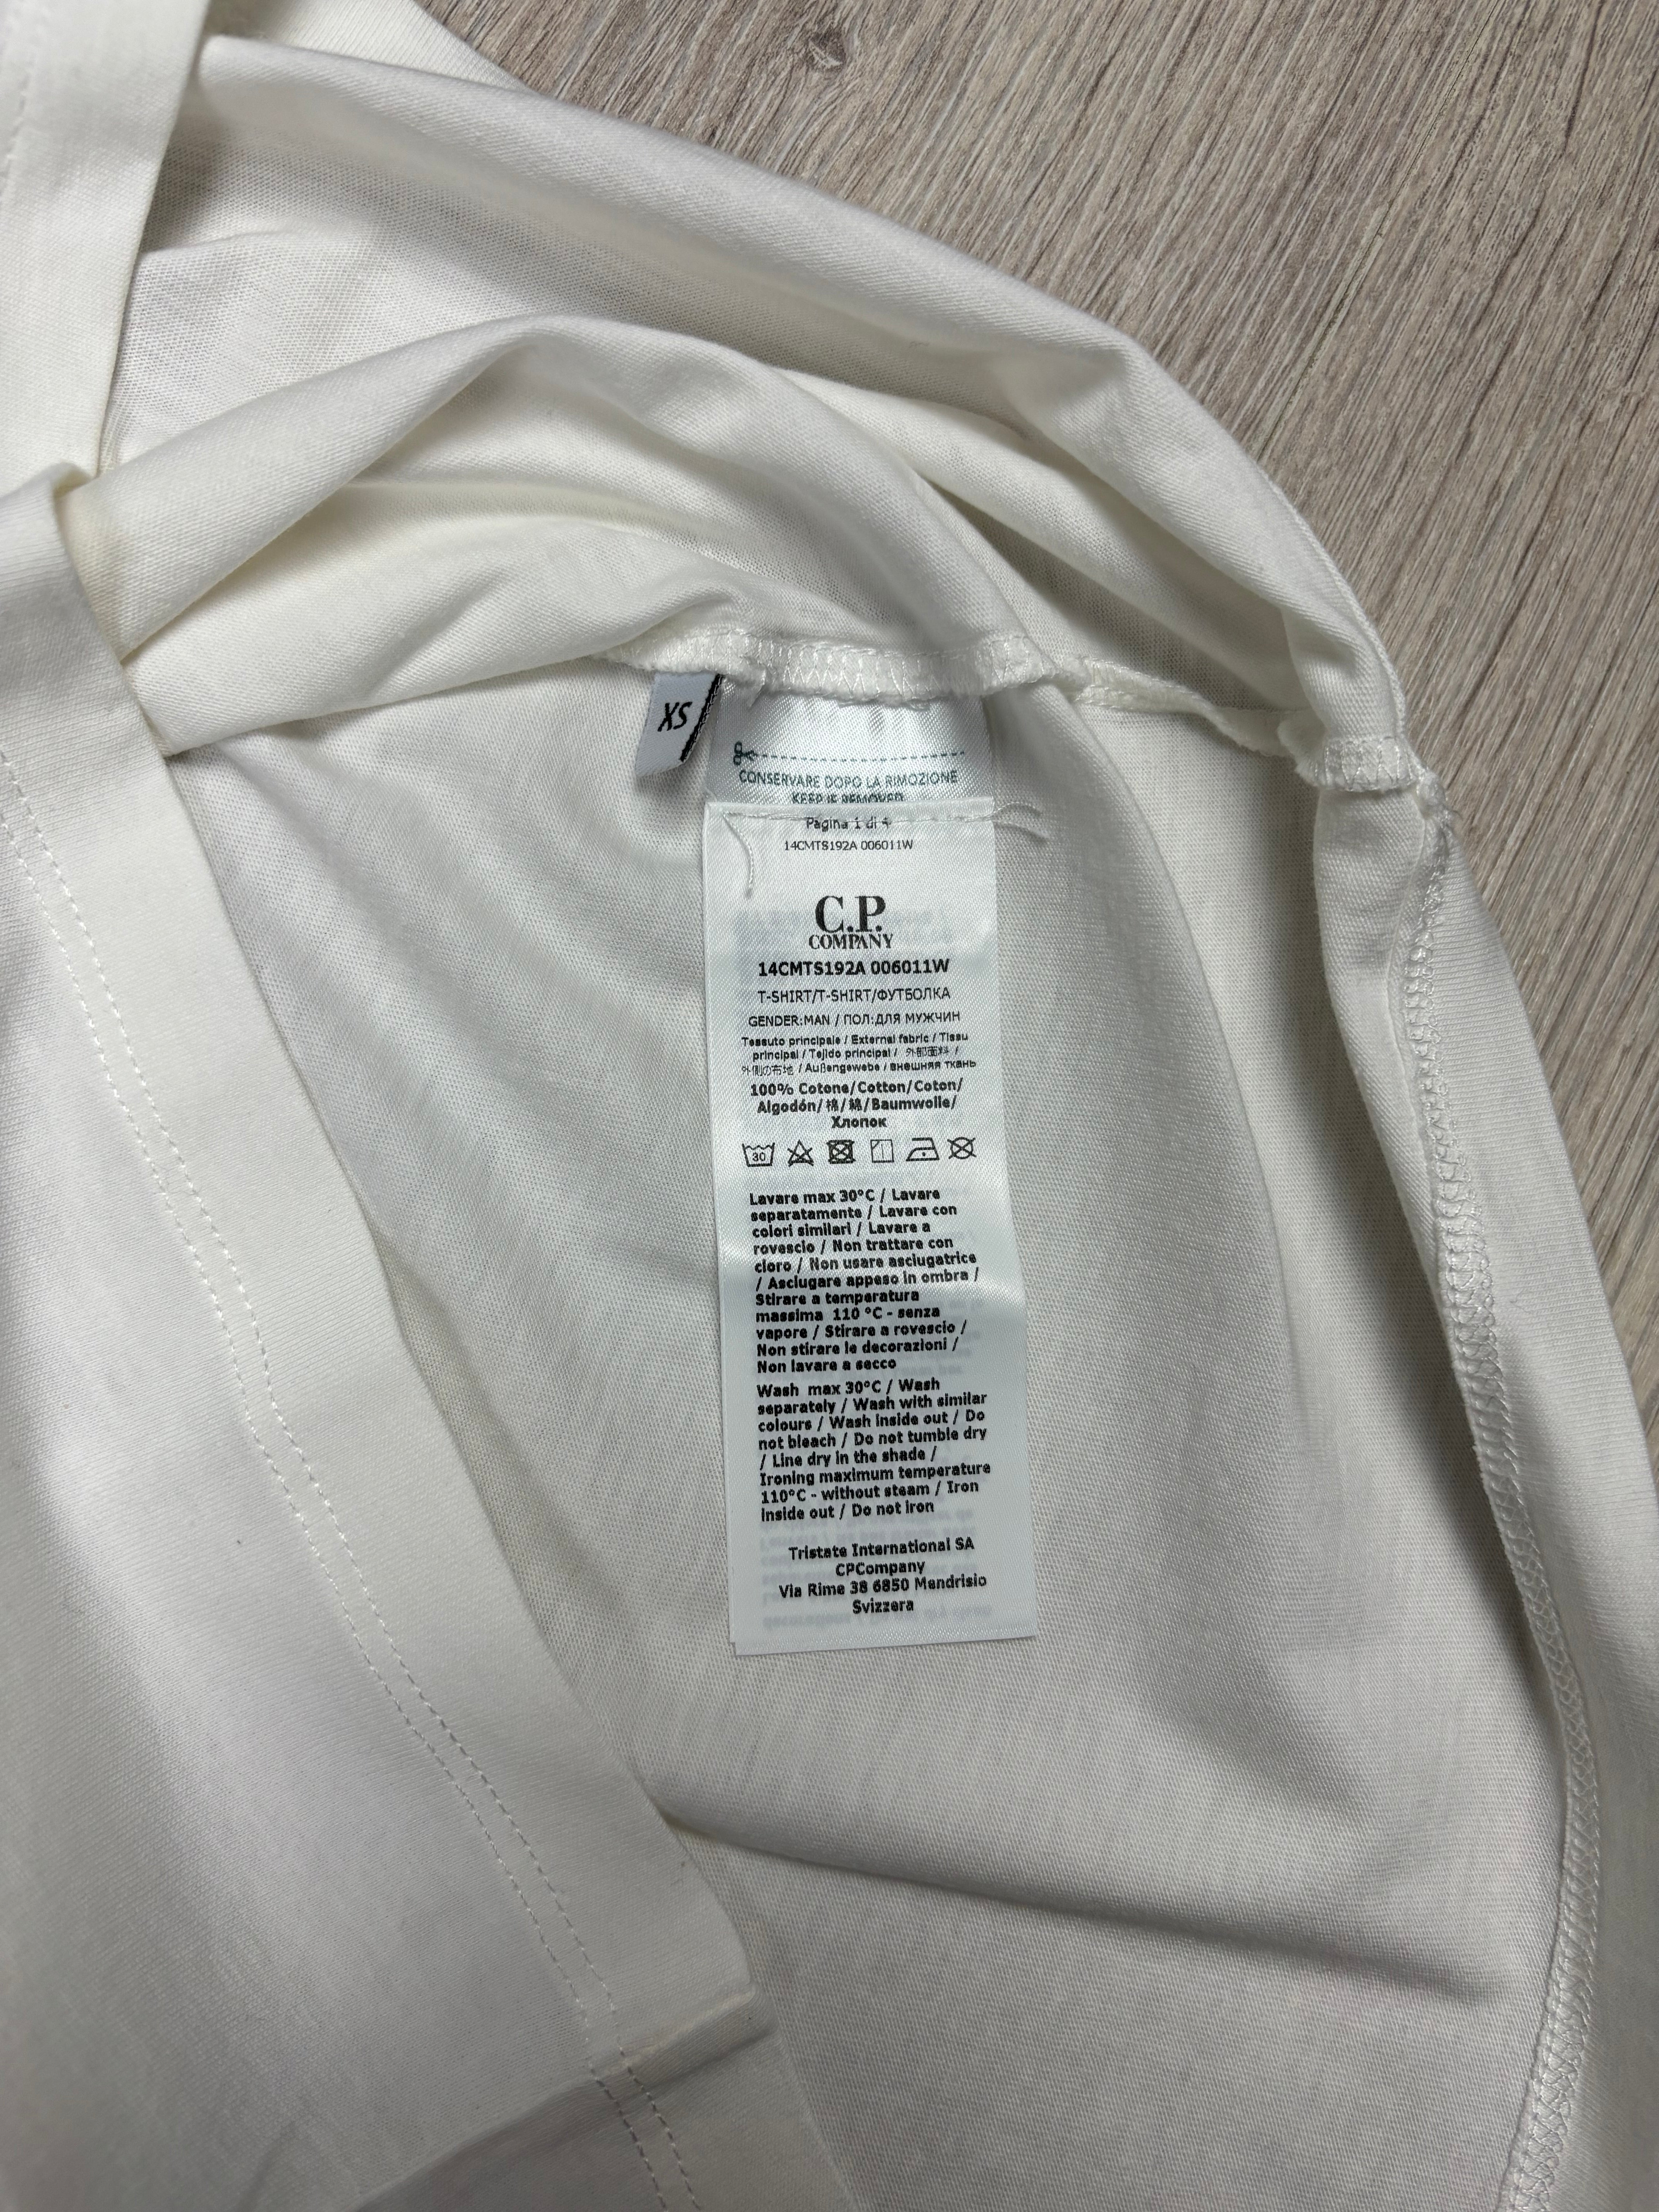 XS
CONSERVARE DOPO LA RIMOZIONE
KEEP IF REMOVED
Pagina 1 di 4
14CMTS192A 006011W
C.P.
COMPANY
14CMTS192A 006011W
T-SHIRT/T-SHIRT/ФУТБОЛКА
GENDER:MAN / ПОЛ:ДЛЯ МУЖЧИН
Tessuto principale / External fabric / Tissu
principal / Tejido principal / 外部面料 /
外側の布地 / Außengewebe / внешняя ткань
100% Cotone/Cotton/Coton/
Algodón/棉/綿/Baumwolle/
Хлопок
30
Lavare max 30°C / Lavare
separatamente / Lavare con
colori similari / Lavare a
rovescio / Non trattare con
cloro / Non usare asciugatrice
/ Asciugare appeso in ombra /
Stirare a temperatura
massima 110 °C - senza
vapore / Stirare a rovescio /
Non stirare le decorazioni /
Non lavare a secco
Wash max 30°C / Wash
separately / Wash with similar
colours / Wash inside out / Do
not bleach / Do not tumble dry
/ Line dry in the shade /
Ironing maximum temperature
110°C - without steam / Iron
inside out / Do not iron
Tristate International SA
CPCompany
Via Rime 38 6850 Mendrisio
Svizzera